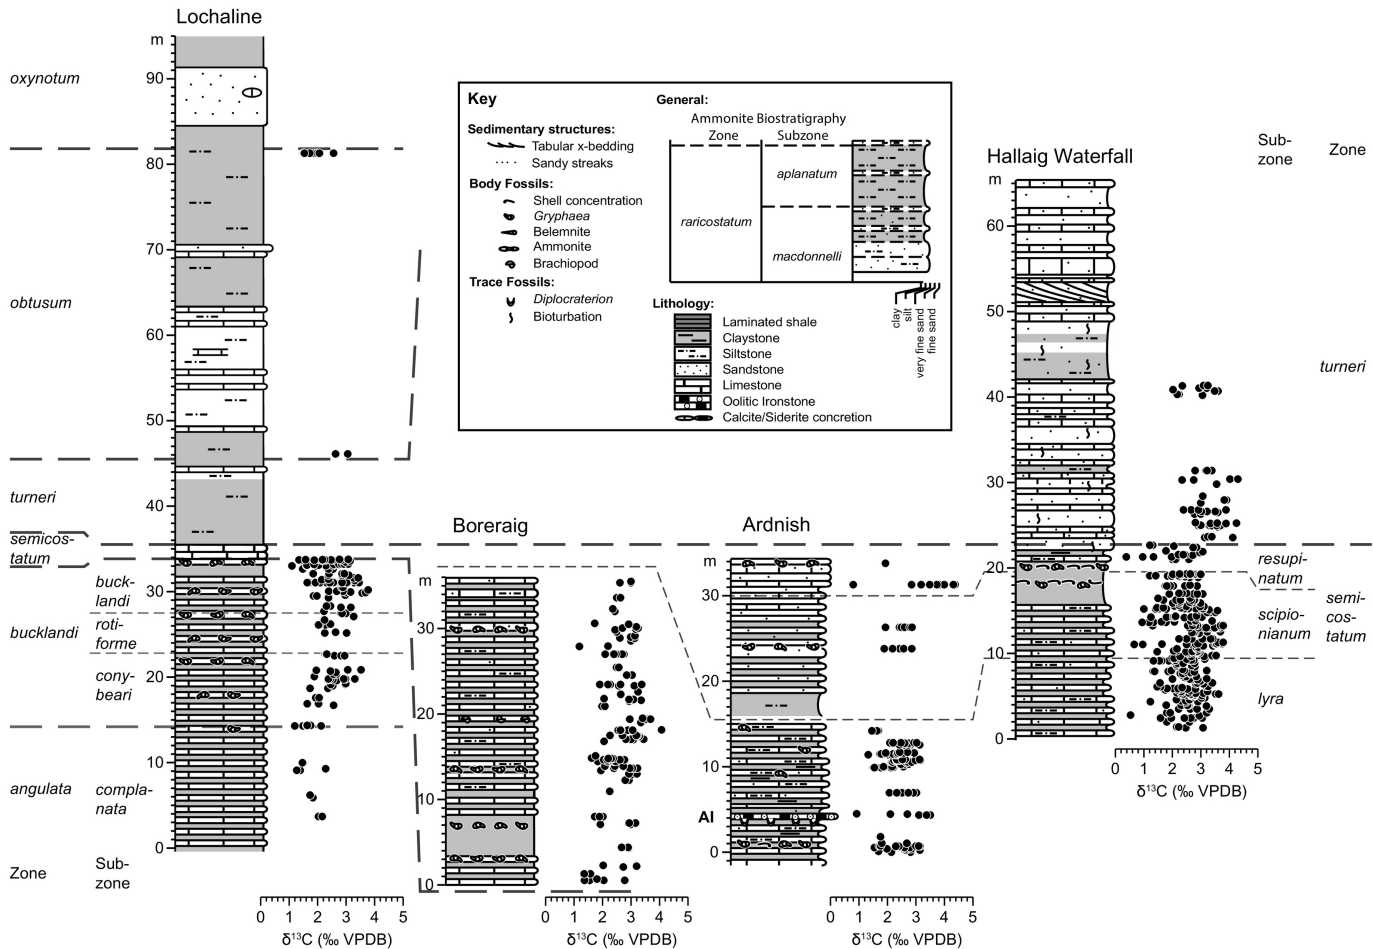 Lochaline
m
90
80
70
60
50
40
30
20
10
0
oxynotum
obtusum
turneri
semicos-
tatum
bucklandi
angulata
Zone
buck-
landi
roti-
forme
cony-
beari
compla-
nata
Sub-
zone
0 1 2 3 4 5
δ¹³C (‰ VPDB)
Key
Sedimentary structures:
Tabular x-bedding
Sandy streaks
Body Fossils:
Shell concentration
Gryphaea
Belemnite
Ammonite
Brachiopod
Trace Fossils:
Diplocraterion
Bioturbation
General:
Ammonite Biostratigraphy
Zone Subzone
raricostatum
aplanatum
macdonnelli
clay
silt
very fine sand
fine sand
Lithology:
Laminated shale
Claystone
Siltstone
Sandstone
Limestone
Oolitic Ironstone
Calcite/Siderite concretion
Boreraig
m
30
20
10
0
0 1 2 3 4 5
δ¹³C (‰ VPDB)
Ardnish
m
30
20
10
AI
0
0 1 2 3 4 5
δ¹³C (‰ VPDB)
Hallaig Waterfall
m
60
50
40
30
20
10
0
0 1 2 3 4 5
δ¹³C (‰ VPDB)
Sub-
zone
Zone
turneri
resupi-
natum
scipio-
nianum
lyra
semi-
cos-
tatum